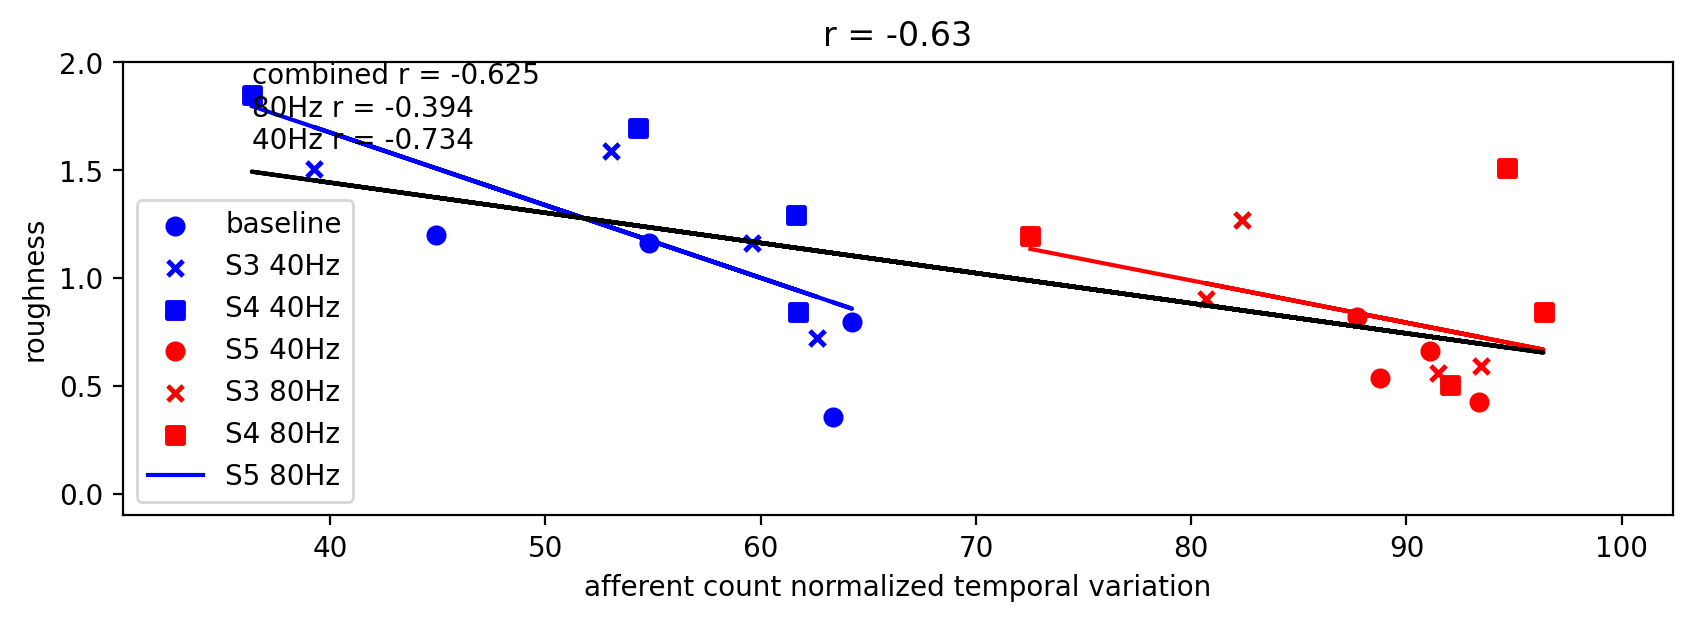 r = -0.63
combined r = -0.625
80Hz r = -0.394
40Hz r = -0.734
2.0
1.5
1.0
0.5
0.0
roughness
baseline
S3 40Hz
S4 40Hz
S5 40Hz
S3 80Hz
S4 80Hz
S5 80Hz
40 50 60 70 80 90 100
afferent count normalized temporal variation